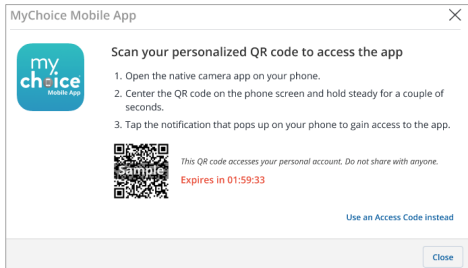 MyChoice Mobile App
my
choice
Mobile App
Scan your personalized QR code to access the app
1. Open the native camera app on your phone.
2. Center the QR code on the phone screen and hold steady for a couple of
seconds.
3. Tap the notification that pops up on your phone to gain access to the app.
Sample
This QR code accesses your personal account. Do not share with anyone.
Expires in 01:59:33
Use an Access Code instead
Close